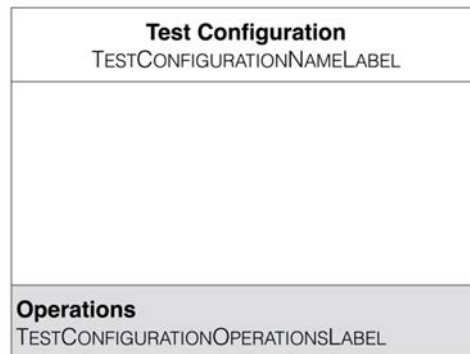 Test Configuration
TESTCONFIGURATIONNAMELABEL
Operations
TESTCONFIGURATIONOPERATIONSLABEL